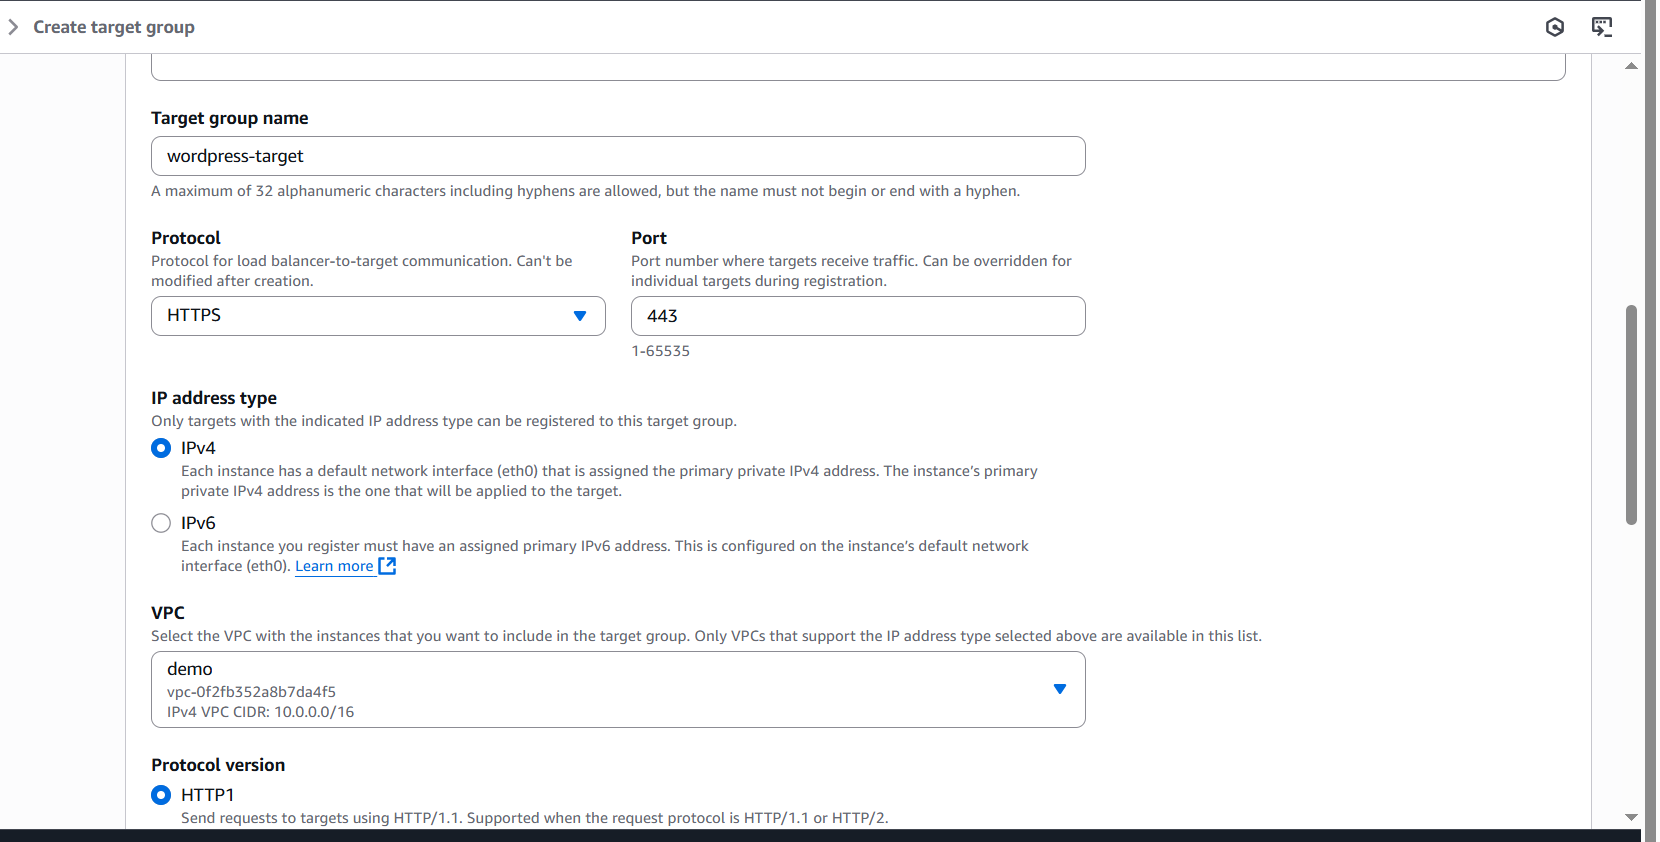 Create target group
Target group name
wordpress-target
A maximum of 32 alphanumeric characters including hyphens are allowed, but the name must not begin or end with a hyphen.
Protocol
Protocol for load balancer-to-target communication. Can't be
modified after creation.
HTTPS
Port
Port number where targets receive traffic. Can be overridden for
individual targets during registration.
443
1-65535
IP address type
Only targets with the indicated IP address type can be registered to this target group.
IPv4
Each instance has a default network interface (eth0) that is assigned the primary private IPv4 address. The instance’s primary
private IPv4 address is the one that will be applied to the target.
IPv6
Each instance you register must have an assigned primary IPv6 address. This is configured on the instance’s default network
interface (eth0). Learn more
VPC
Select the VPC with the instances that you want to include in the target group. Only VPCs that support the IP address type selected above are available in this list.
demo
vpc-0f2fb352a8b7da4f5
IPv4 VPC CIDR: 10.0.0.0/16
Protocol version
HTTP1
Send requests to targets using HTTP/1.1. Supported when the request protocol is HTTP/1.1 or HTTP/2.